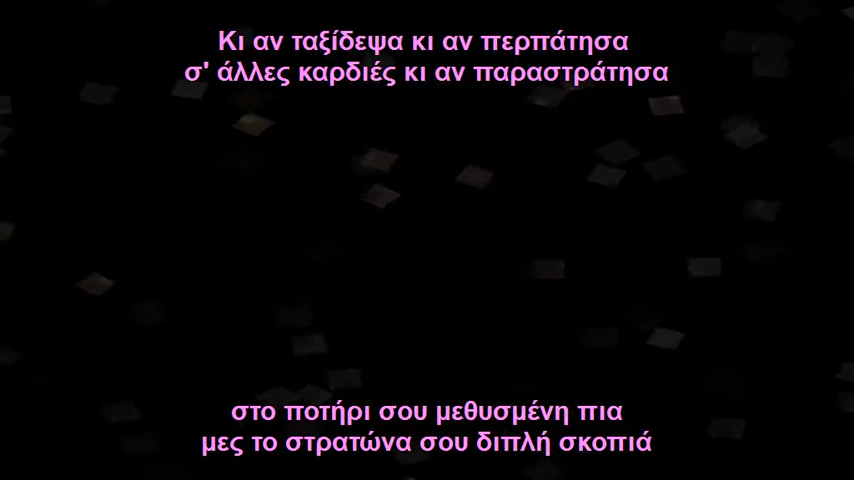 Κι αν ταξίδεψα κι αν περπάτησα
σ' άλλες καρδιές κι αν παραστράτησα
στο ποτήρι σου μεθυσμένη πια
μες το στρατώνα σου διπλή σκοπιά